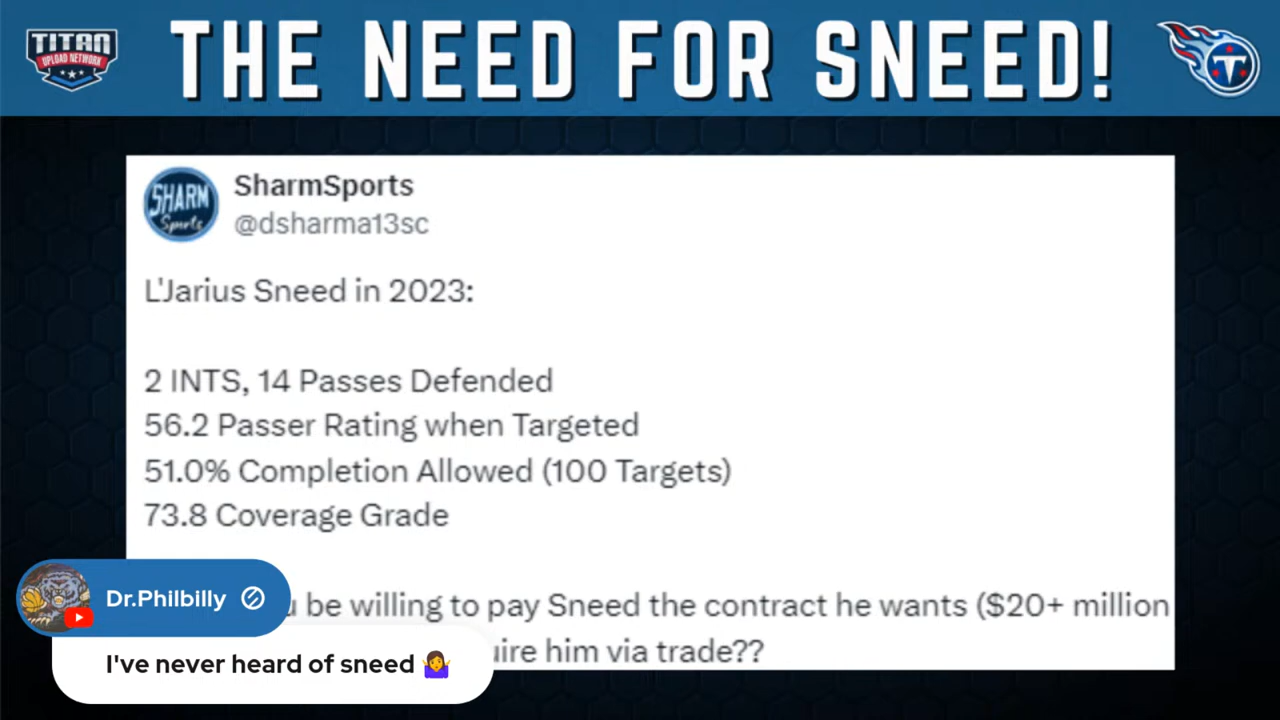 TITAN
UPLOAD NETWORK
THE NEED FOR SNEED!
T
SHARM
Sports
SharmSports
@dsharma13sc
L'Jarius Sneed in 2023:
2 INTS, 14 Passes Defended
56.2 Passer Rating when Targeted
51.0% Completion Allowed (100 Targets)
73.8 Coverage Grade
be willing to pay Sneed the contract he wants ($20+ million
him via trade??
Dr.Philbilly
I've never heard of sneed 🤷‍♀️